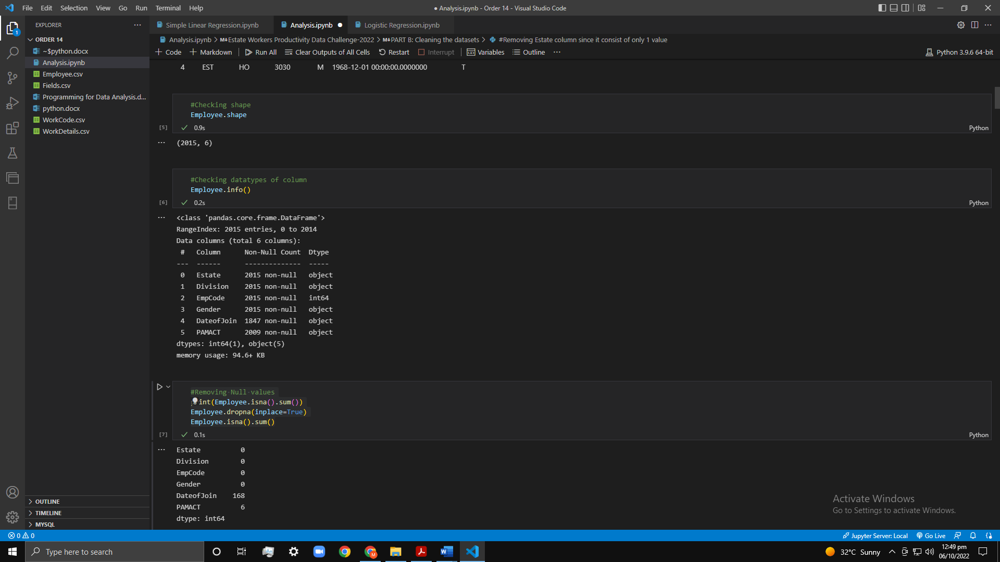 File Edit Selection View Go Run Terminal Help
● Analysis.ipynb - Order 14 - Visual Studio Code
EXPLORER ···
Simple Linear Regression.ipynb Analysis.ipynb Logistic Regression.ipynb
1
ORDER 14
~$python.docx
Analysis.ipynb
Employee.csv
Fields.csv
Programming for Data Analysis.d...
python.docx
WorkCode.csv
WorkDetails.csv
Analysis.ipynb > M↓Estate Workers Productivity Data Challenge-2022 > M↓PART B: Cleaning the datasets > #Removing Estate column since it consist of only 1 value
+ Code + Markdown Run All Clear Outputs of All Cells Restart Interrupt Variables Outline ···
Python 3.9.6 64-bit
4 EST HO 3030 M 1968-12-01 00:00:00.0000000 T
#Checking shape
Employee.shape
[5] ✓ 0.9s Python
··· (2015, 6)
#Checking datatypes of column
Employee.info()
[6] ✓ 0.2s Python
··· <class 'pandas.core.frame.DataFrame'>
RangeIndex: 2015 entries, 0 to 2014
Data columns (total 6 columns):
# Column Non-Null Count Dtype
--- ------ -------------- -----
0 Estate 2015 non-null object
1 Division 2015 non-null object
2 EmpCode 2015 non-null int64
3 Gender 2015 non-null object
4 DateofJoin 1847 non-null object
5 PAMACT 2009 non-null object
dtypes: int64(1), object(5)
memory usage: 94.6+ KB
#Removing Null values
print(Employee.isna().sum())
Employee.dropna(inplace=True)
Employee.isna().sum()
[7] ✓ 0.1s Python
··· Estate 0
Division 0
EmpCode 0
Gender 0
DateofJoin 168
PAMACT 6
dtype: int64
OUTLINE
TIMELINE
MYSQL
Activate Windows
Go to Settings to activate Windows.
0 0
Jupyter Server: Local Go Live
Type here to search
32°C Sunny
12:49 pm
06/10/2022